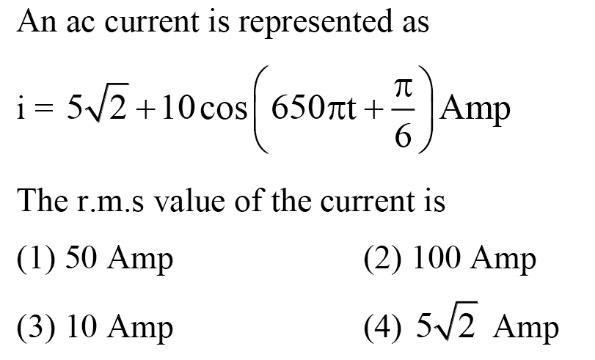 An ac current is represented as
i = 5√2 + 10 cos(650πt + π/6) Amp
The r.m.s value of the current is
(1) 50 Amp (2) 100 Amp
(3) 10 Amp (4) 5√2 Amp